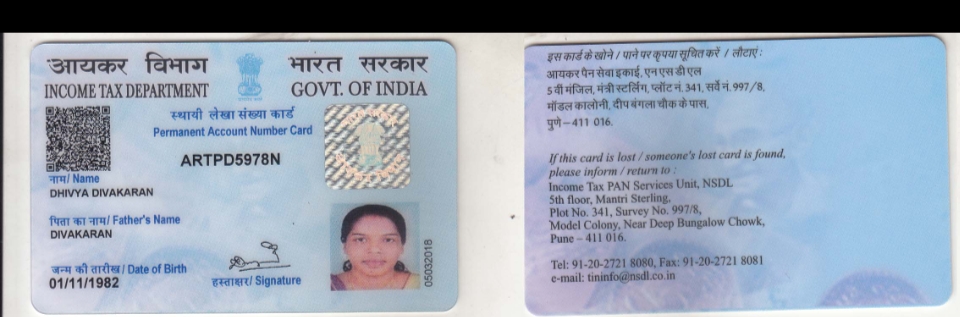 आयकर विभाग
INCOME TAX DEPARTMENT
भारत सरकार
GOVT. OF INDIA
स्थायी लेखा संख्या कार्ड
Permanent Account Number Card
ARTPD5978N
नाम/ Name
DHIVYA DIVAKARAN
पिता का नाम/ Father's Name
DIVAKARAN
जन्म की तारीख/ Date of Birth
01/11/1982
हस्ताक्षर/ Signature
05032018
इस कार्ड के खोने / पाने पर कृपया सूचित करें / लौटाएं :
आयकर पैन सेवा इकाई, एन एस डी एल
5 वीं मंजिल, मंत्री स्टर्लिंग, प्लॉट नं. 341, सर्वे नं. 997/8,
मॉडल कालोनी, दीप बंगला चौक के पास,
पुणे – 411 016.
If this card is lost / someone's lost card is found,
please inform / return to :
Income Tax PAN Services Unit, NSDL
5th floor, Mantri Sterling,
Plot No. 341, Survey No. 997/8,
Model Colony, Near Deep Bungalow Chowk,
Pune – 411 016.
Tel: 91-20-2721 8080, Fax: 91-20-2721 8081
e-mail: tininfo@nsdl.co.in